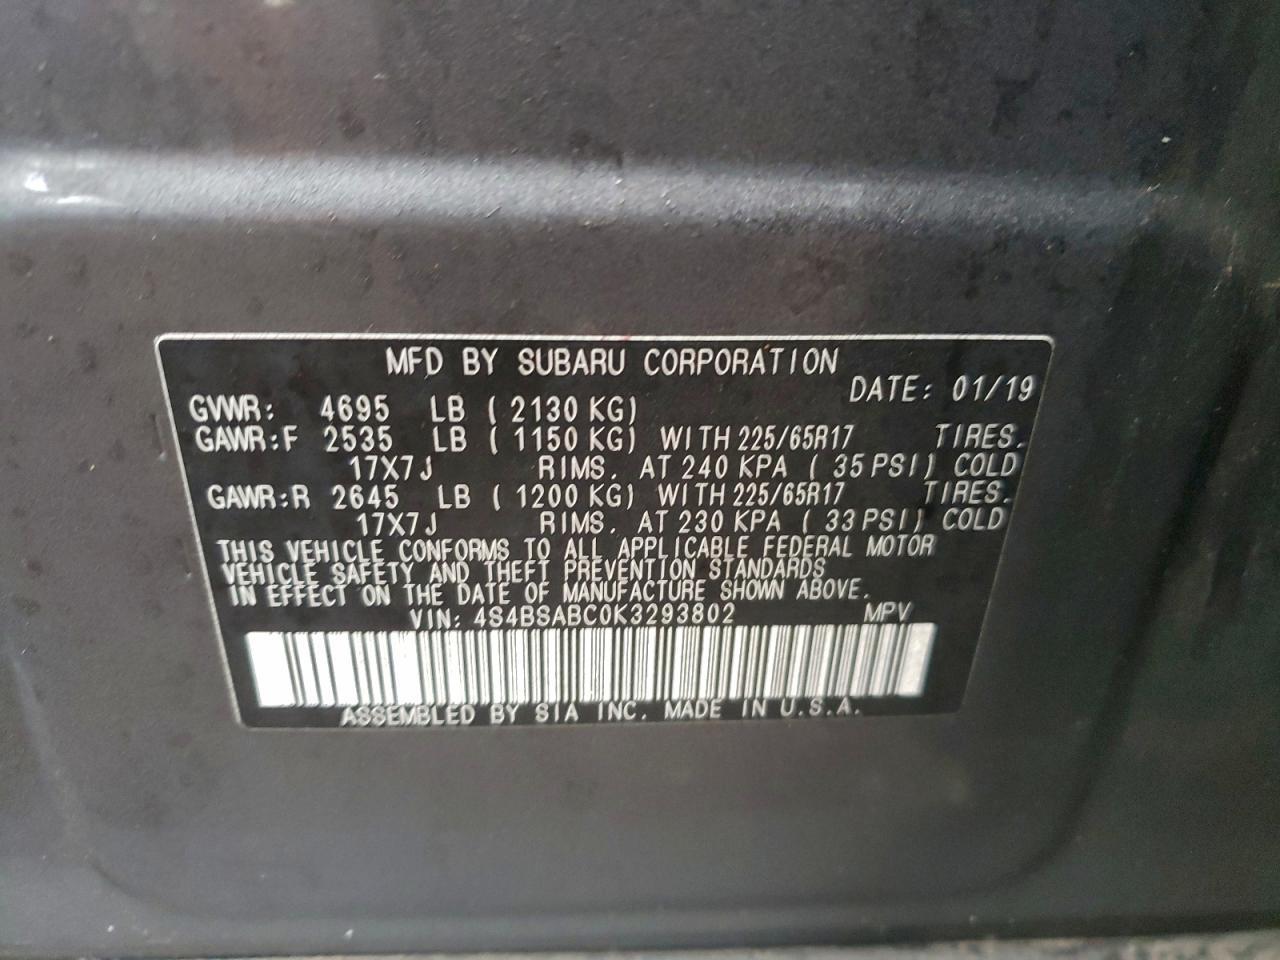 MFD BY SUBARU CORPORATION
DATE: 01/19
GVWR: 4695 LB ( 2130 KG)
GAWR:F 2535 LB ( 1150 KG) WITH 225/65R17 TIRES.
17X7J RIMS. AT 240 KPA ( 35 PSI) COLD
GAWR:R 2645 LB ( 1200 KG) WITH 225/65R17 TIRES.
17X7J RIMS. AT 230 KPA ( 33 PSI) COLD
THIS VEHICLE CONFORMS TO ALL APPLICABLE FEDERAL MOTOR
VEHICLE SAFETY AND THEFT PREVENTION STANDARDS
IN EFFECT ON THE DATE OF MANUFACTURE SHOWN ABOVE.
VIN: 4S4BSABC0K3293802 MPV
ASSEMBLED BY SIA INC. MADE IN U.S.A.